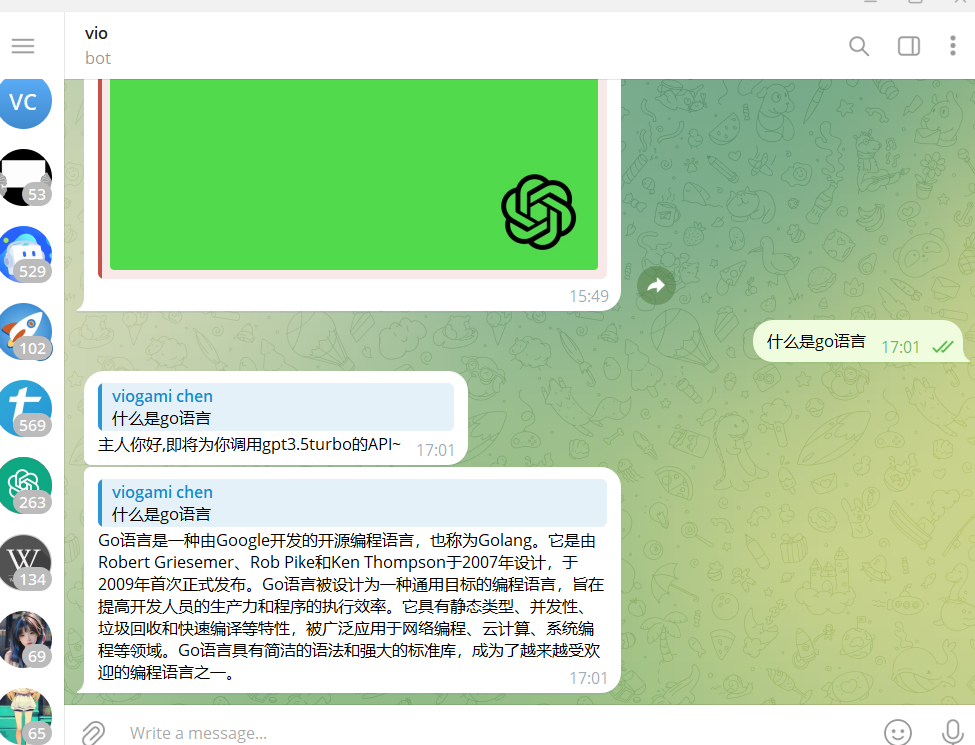 vio
bot
VC
53
529
102
569
263
W
134
69
65
15:49
什么是go语言 17:01
viogami chen
什么是go语言
主人你好,即将为你调用gpt3.5turbo的API~ 17:01
viogami chen
什么是go语言
Go语言是一种由Google开发的开源编程语言，也称为Golang。它是由
Robert Griesemer、Rob Pike和Ken Thompson于2007年设计，于
2009年首次正式发布。Go语言被设计为一种通用目标的编程语言，旨在
提高开发人员的生产力和程序的执行效率。它具有静态类型、并发性、
垃圾回收和快速编译等特性，被广泛应用于网络编程、云计算、系统编
程等领域。Go语言具有简洁的语法和强大的标准库，成为了越来越受欢
迎的编程语言之一。
17:01
Write a message...